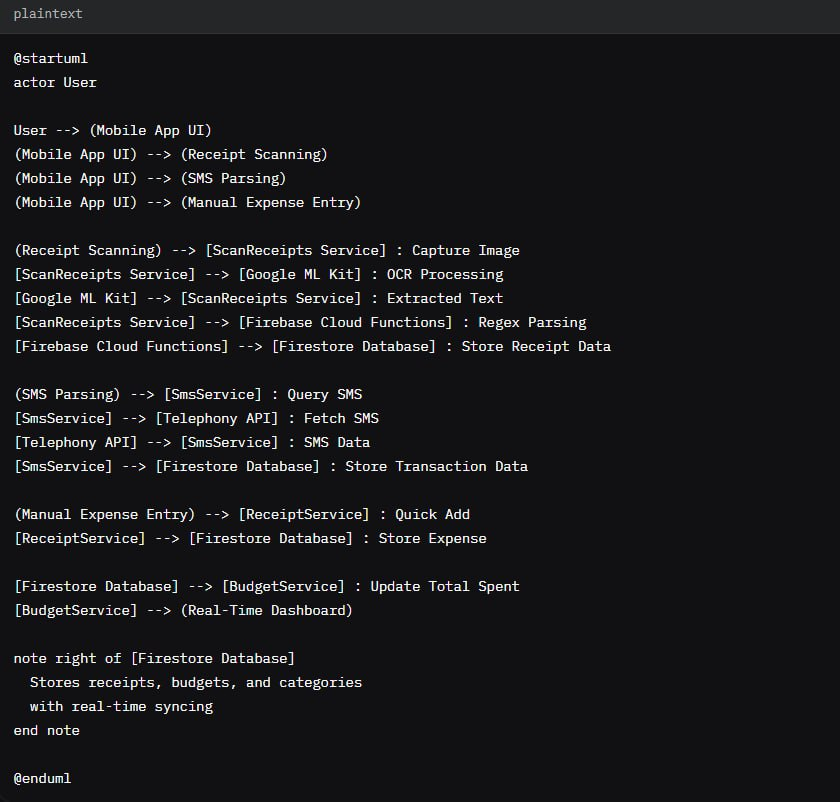 plaintext
@startuml
actor User
User --> (Mobile App UI)
(Mobile App UI) --> (Receipt Scanning)
(Mobile App UI) --> (SMS Parsing)
(Mobile App UI) --> (Manual Expense Entry)
(Receipt Scanning) --> [ScanReceipts Service] : Capture Image
[ScanReceipts Service] --> [Google ML Kit] : OCR Processing
[Google ML Kit] --> [ScanReceipts Service] : Extracted Text
[ScanReceipts Service] --> [Firebase Cloud Functions] : Regex Parsing
[Firebase Cloud Functions] --> [Firestore Database] : Store Receipt Data
(SMS Parsing) --> [SmsService] : Query SMS
[SmsService] --> [Telephony API] : Fetch SMS
[Telephony API] --> [SmsService] : SMS Data
[SmsService] --> [Firestore Database] : Store Transaction Data
(Manual Expense Entry) --> [ReceiptService] : Quick Add
[ReceiptService] --> [Firestore Database] : Store Expense
[Firestore Database] --> [BudgetService] : Update Total Spent
[BudgetService] --> (Real-Time Dashboard)
note right of [Firestore Database]
  Stores receipts, budgets, and categories
  with real-time syncing
end note
@enduml